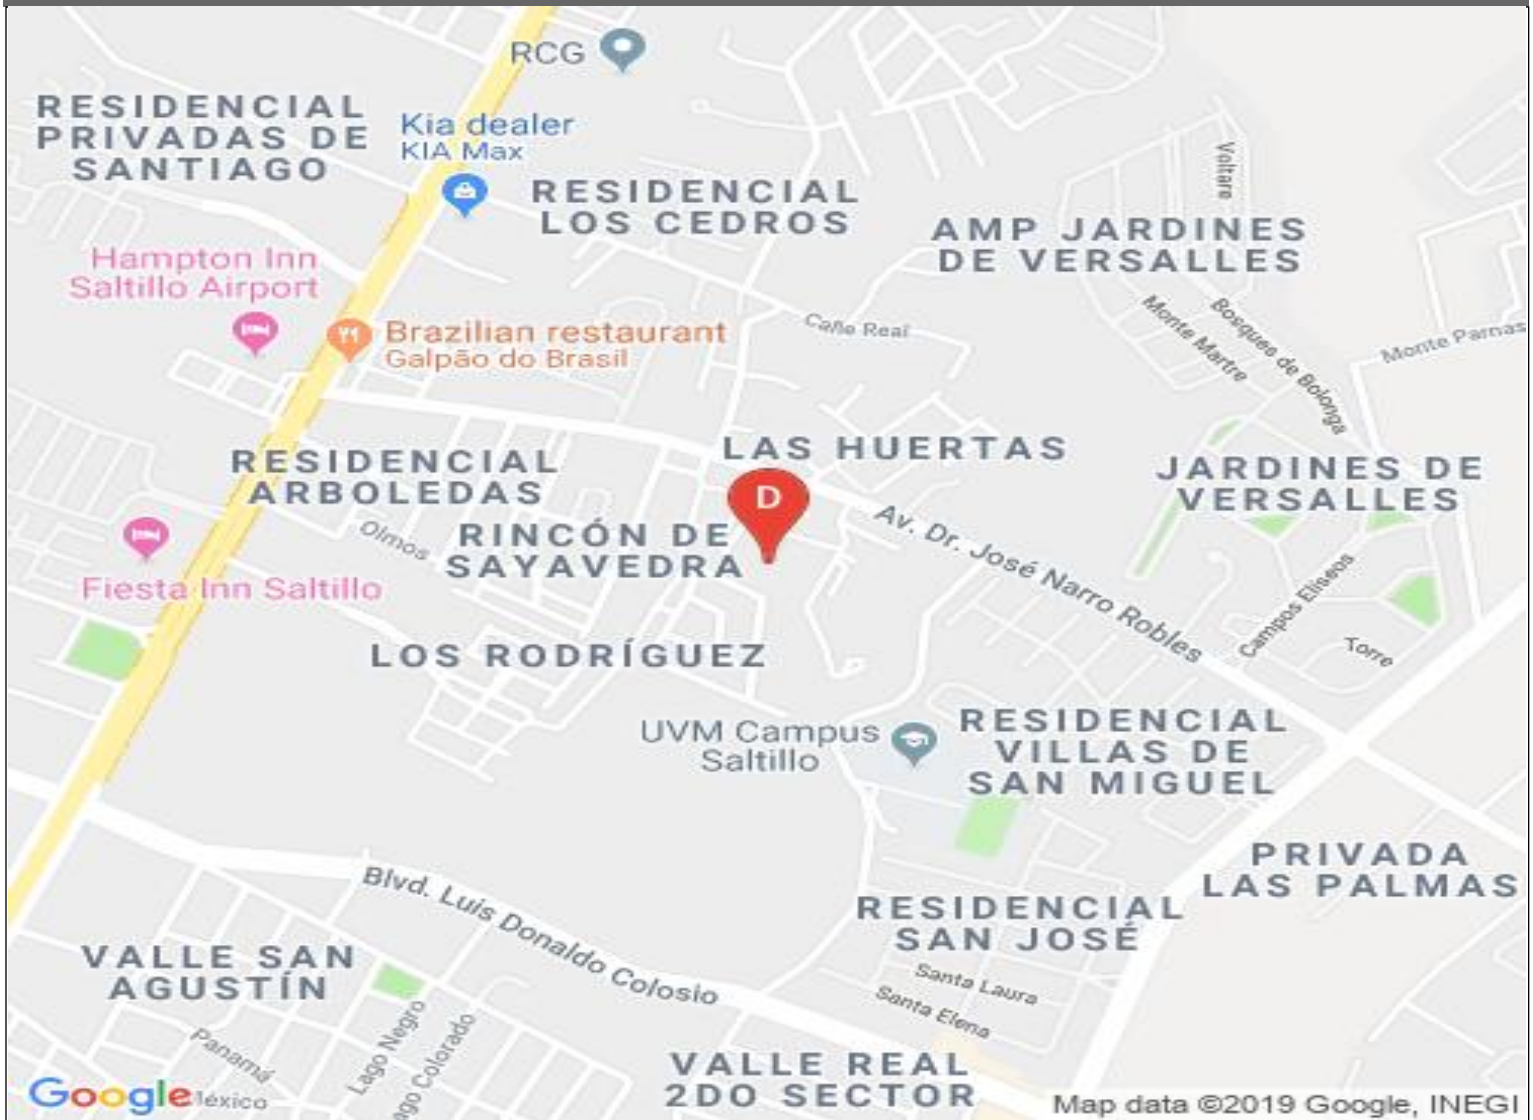 RCG
RESIDENCIAL
PRIVADAS DE
SANTIAGO
Kia dealer
KIA Max
RESIDENCIAL
LOS CEDROS
Voltare
AMP JARDINES
DE VERSALLES
Hampton Inn
Saltillo Airport
Brazilian restaurant
Galpão do Brasil
Calle Real
Monte Martre
Bosques de Bolonga
Monte Parnas
LAS HUERTAS
RESIDENCIAL
ARBOLEDAS
JARDINES DE
VERSALLES
D
Olmos
RINCÓN DE
SAYAVEDRA
Av. Dr. José Narro Robles
Fiesta Inn Saltillo
Campos Eliseos
Torre
LOS RODRÍGUEZ
UVM Campus
Saltillo
RESIDENCIAL
VILLAS DE
SAN MIGUEL
PRIVADA
LAS PALMAS
Blvd. Luis Donaldo Colosio
RESIDENCIAL
SAN JOSÉ
VALLE SAN
AGUSTÍN
Santa Laura
Santa Elena
Panamá
Lago Negro
ago Colorado
VALLE REAL
2DO SECTOR
Google
léxico
Map data ©2019 Google, INEGI